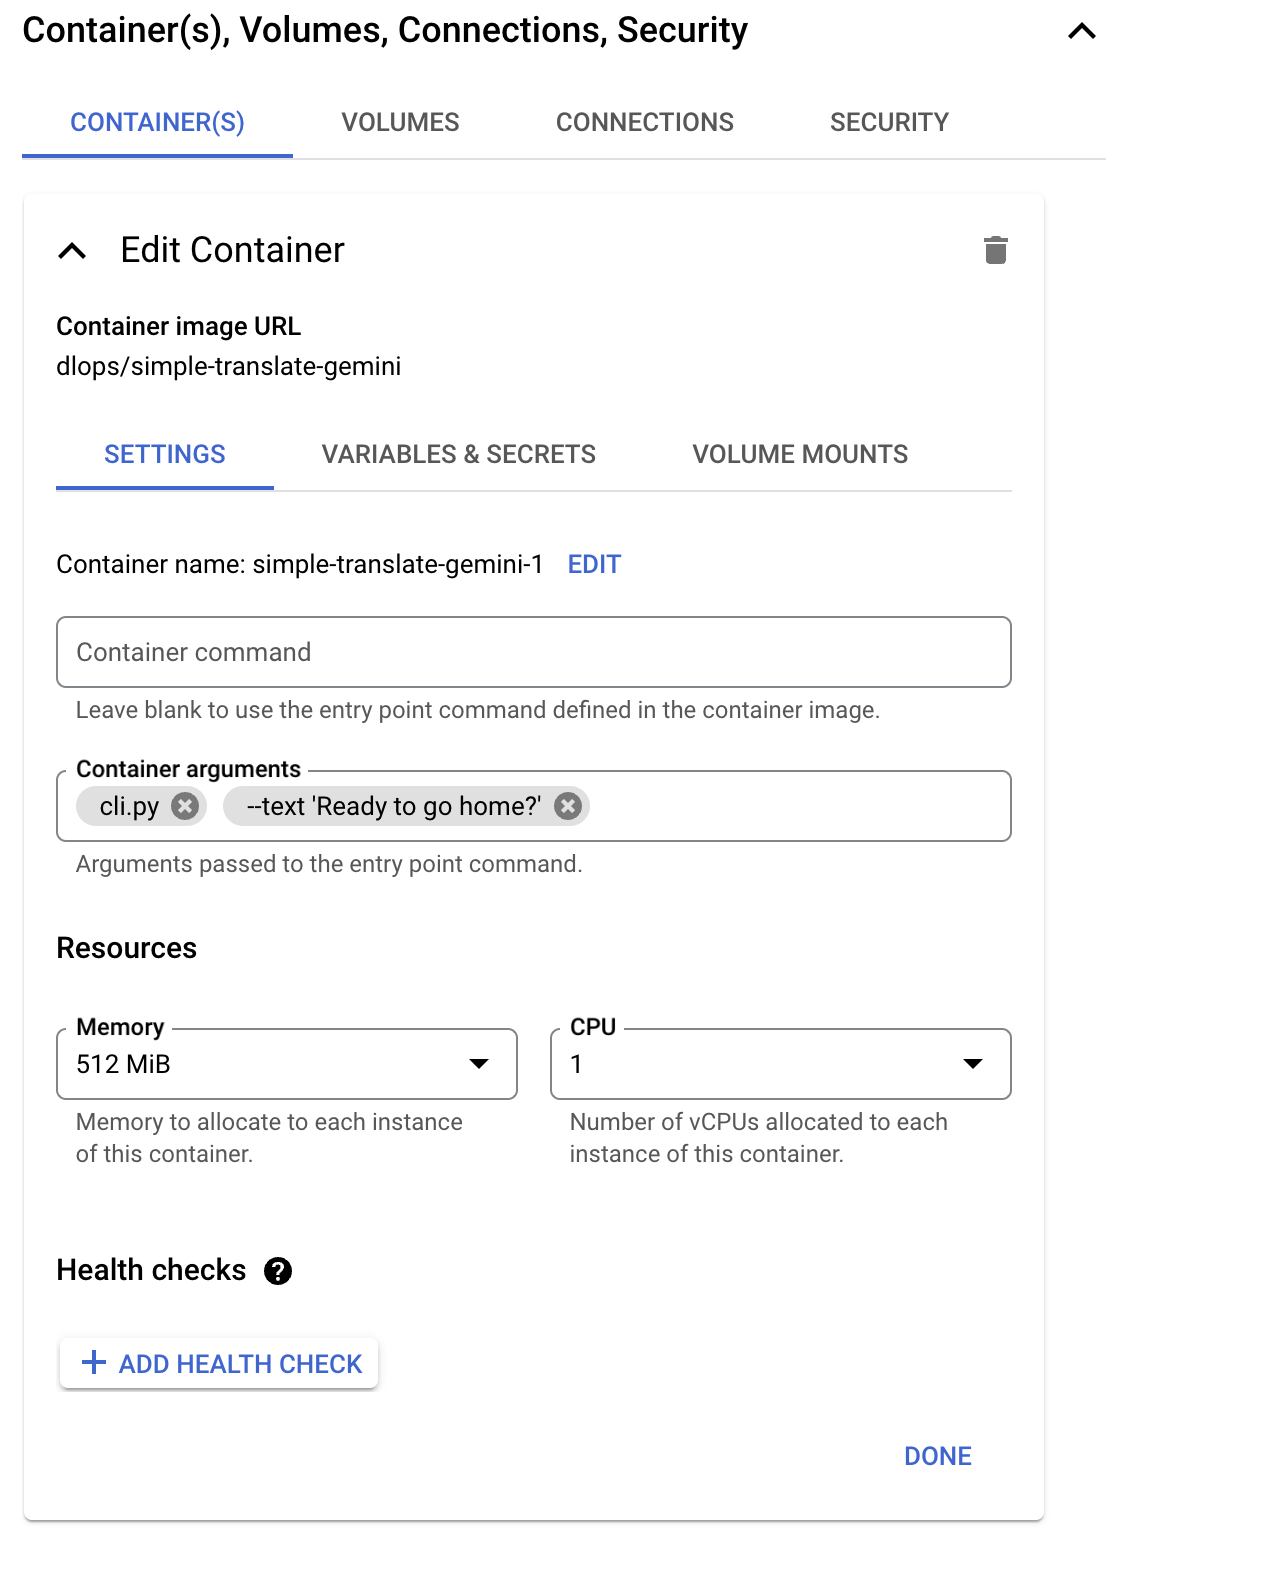 Container(s), Volumes, Connections, Security
CONTAINER(S) VOLUMES CONNECTIONS SECURITY
Edit Container
Container image URL
dlops/simple-translate-gemini
SETTINGS VARIABLES & SECRETS VOLUME MOUNTS
Container name: simple-translate-gemini-1 EDIT
Container command
Leave blank to use the entry point command defined in the container image.
Container arguments
cli.py --text 'Ready to go home?'
Arguments passed to the entry point command.
Resources
Memory CPU
512 MiB 1
Memory to allocate to each instance Number of vCPUs allocated to each
of this container. instance of this container.
Health checks ?
+ ADD HEALTH CHECK
DONE